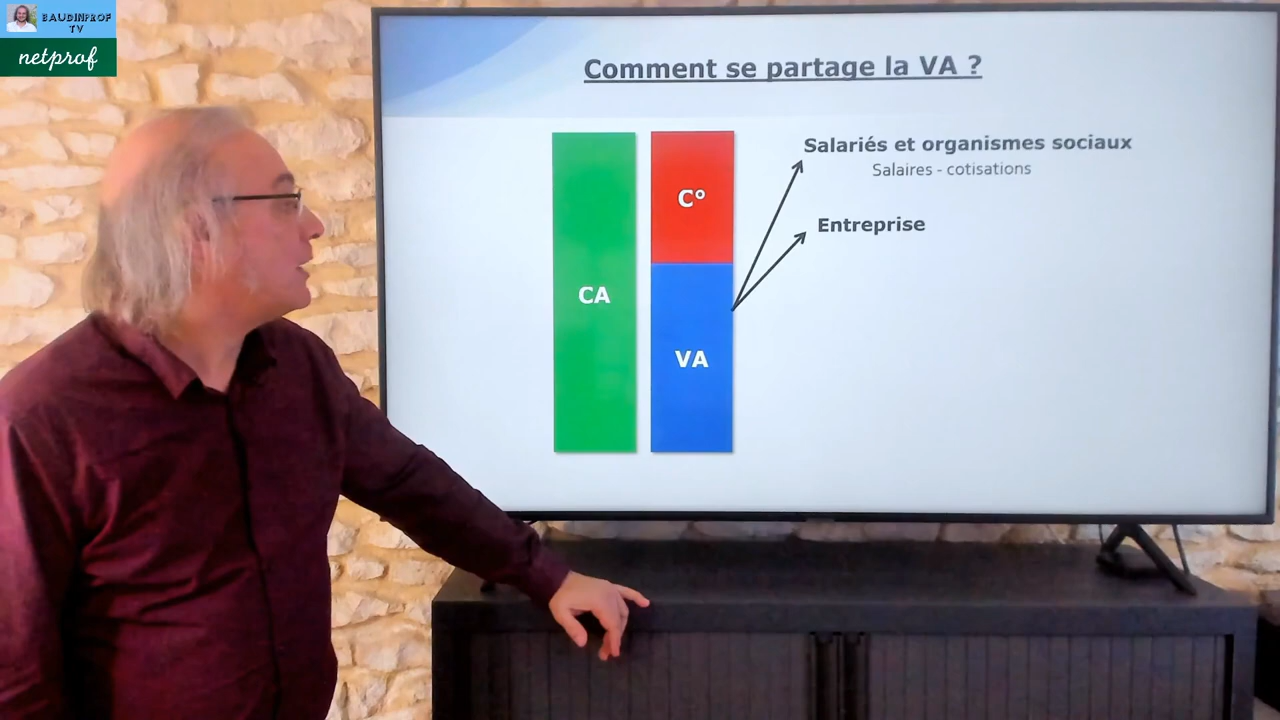 BAUDINPROF
TV
netprof
Comment se partage la VA ?
CA
C°
VA
Salariés et organismes sociaux
Salaires - cotisations
Entreprise